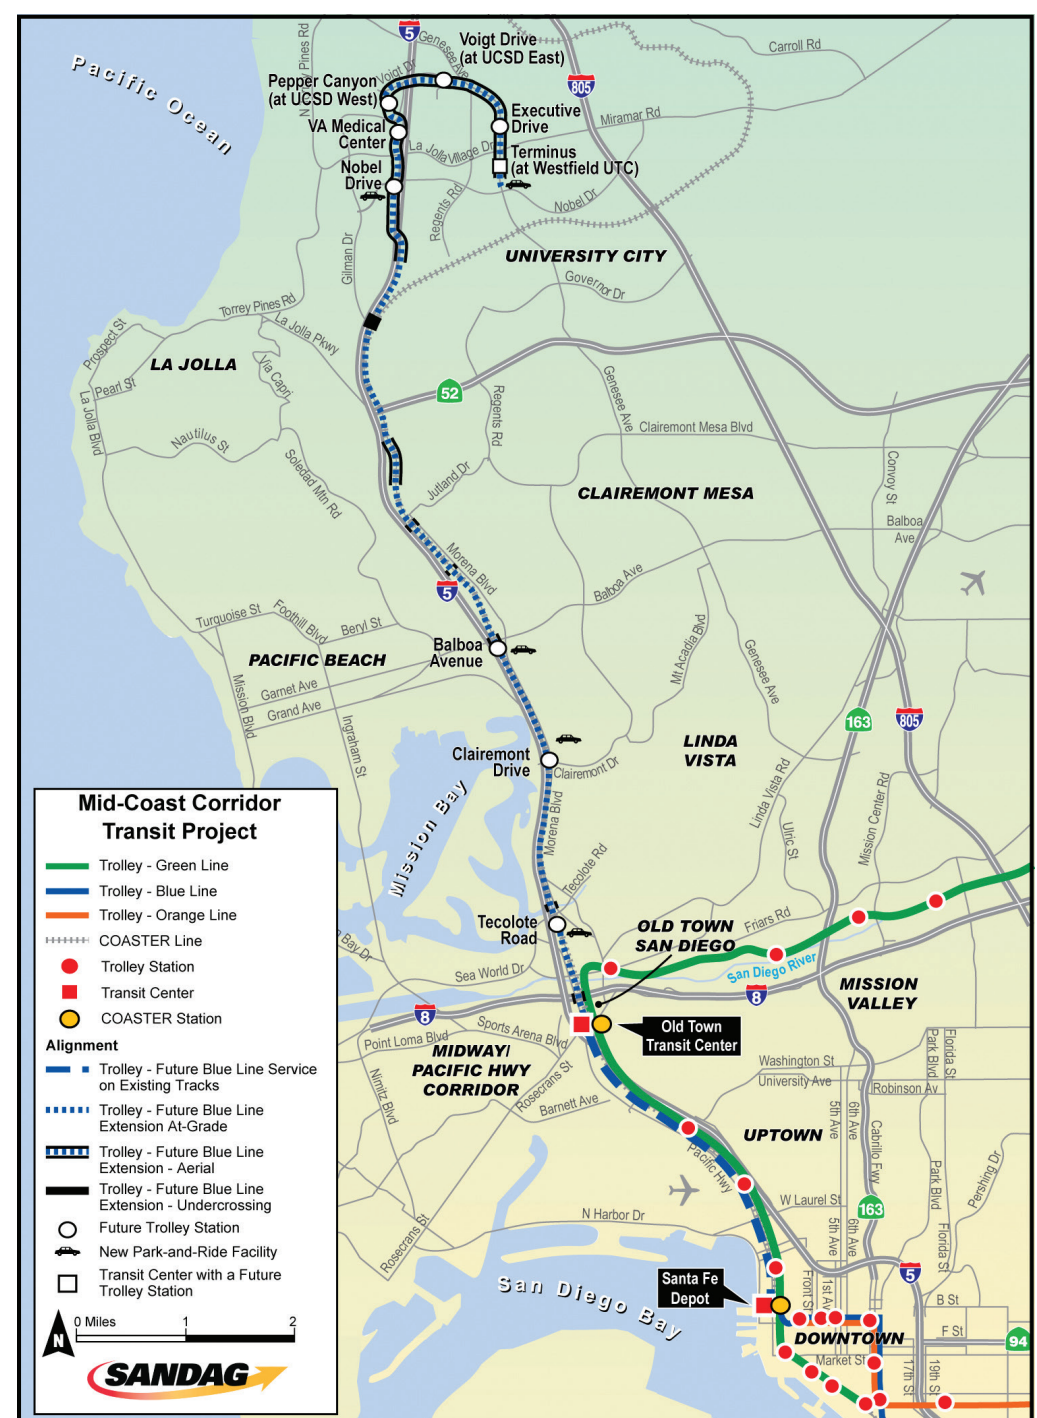 Pacific Ocean
N Torrey Pines Rd
5
Genesee Ave
Voigt Dr
Voigt Drive
(at UCSD East)
Carroll Rd
805
Pepper Canyon
(at UCSD West)
Executive
Drive
Miramar Rd
VA Medical
Center
La Jolla Village Dr
Terminus
(at Westfield UTC)
Nobel
Drive
Regents Rd
Nobel Dr
Gilman Dr
UNIVERSITY CITY
Governor Dr
Torrey Pines Rd
La Jolla Pkwy
Prospect St
LA JOLLA
Via Capri
Pearl St
La Jolla Blvd
52
Regents Rd
Genesee Ave
Clairemont Mesa Blvd
Nautilus St
Soledad Mtn Rd
Jutland Dr
Convoy St
CLAIREMONT MESA
Balboa
Ave
Morena Blvd
5
Balboa Ave
Turquoise St
Foothill Blvd
Beryl St
Mt Acadia Blvd
Genesee Ave
Balboa
Avenue
PACIFIC BEACH
Mission Blvd
Garnet Ave
Grand Ave
Ingraham St
163
805
LINDA
VISTA
Clairemont
Drive
Clairemont Dr
Mission Bay
Morena Blvd
Linda Vista Rd
Ulric St
Mission Center Rd
Tecolote Rd
Tecolote
Road
OLD TOWN
SAN DIEGO
Friars Rd
Bay Dr
Sea World Dr
San Diego River
MISSION
VALLEY
8
8
Old Town
Transit Center
Sports Arena Blvd
Point Loma Blvd
MIDWAY/
PACIFIC HWY
CORRIDOR
Nimitz Blvd
Rosecrans St
Barnett Ave
Washington St
University Ave
Robinson Av
Park Blvd
Florida St
5th Ave
6th Ave
Cabrillo Fwy
UPTOWN
Pacific Hwy
Park Blvd
Pershing Dr
W Laurel St
163
N Harbor Dr
5th Ave
6th Ave
Florida St
Rosecrans St
San Diego Bay
5
Santa Fe
Depot
Front St
1st Ave
B St
F St
94
DOWNTOWN
Market St
17th St
19th St
Mid-Coast Corridor
Transit Project
Trolley - Green Line
Trolley - Blue Line
Trolley - Orange Line
COASTER Line
Trolley Station
Transit Center
COASTER Station
Alignment
Trolley - Future Blue Line Service
on Existing Tracks
Trolley - Future Blue Line
Extension At-Grade
Trolley - Future Blue Line
Extension - Aerial
Trolley - Future Blue Line
Extension - Undercrossing
Future Trolley Station
New Park-and-Ride Facility
Transit Center with a Future
Trolley Station
N
0 Miles 1 2
SANDAG